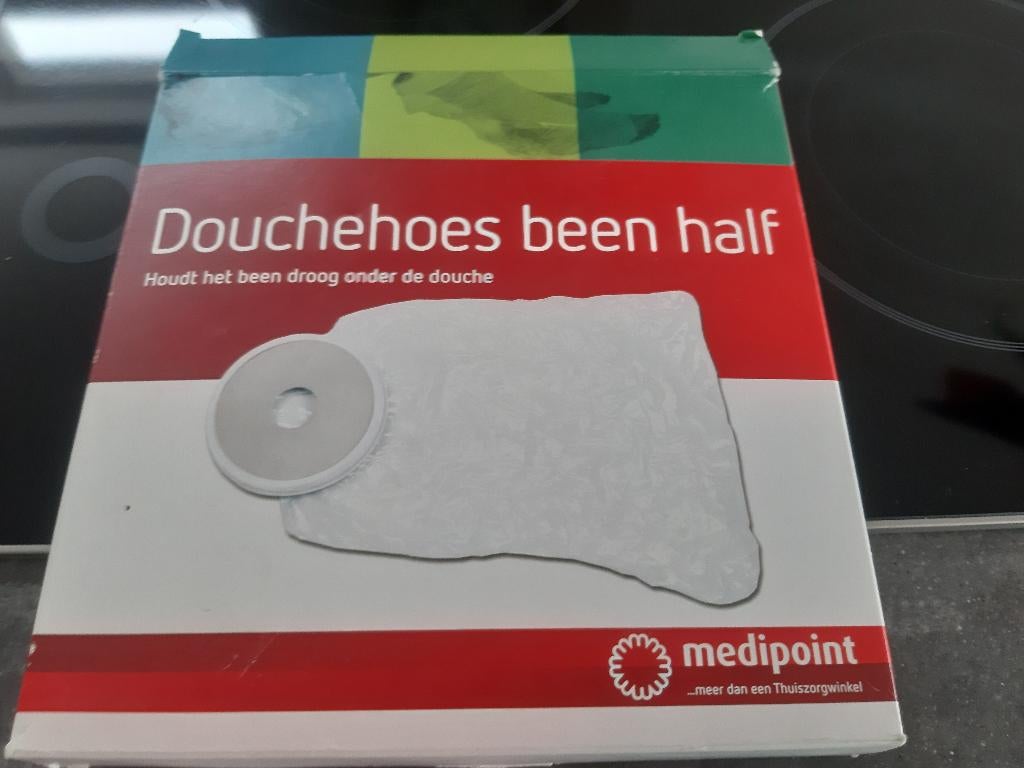 Douchehoes been half
Houdt het been droog onder de douche
medipoint
...meer dan een Thuiszorgwinkel